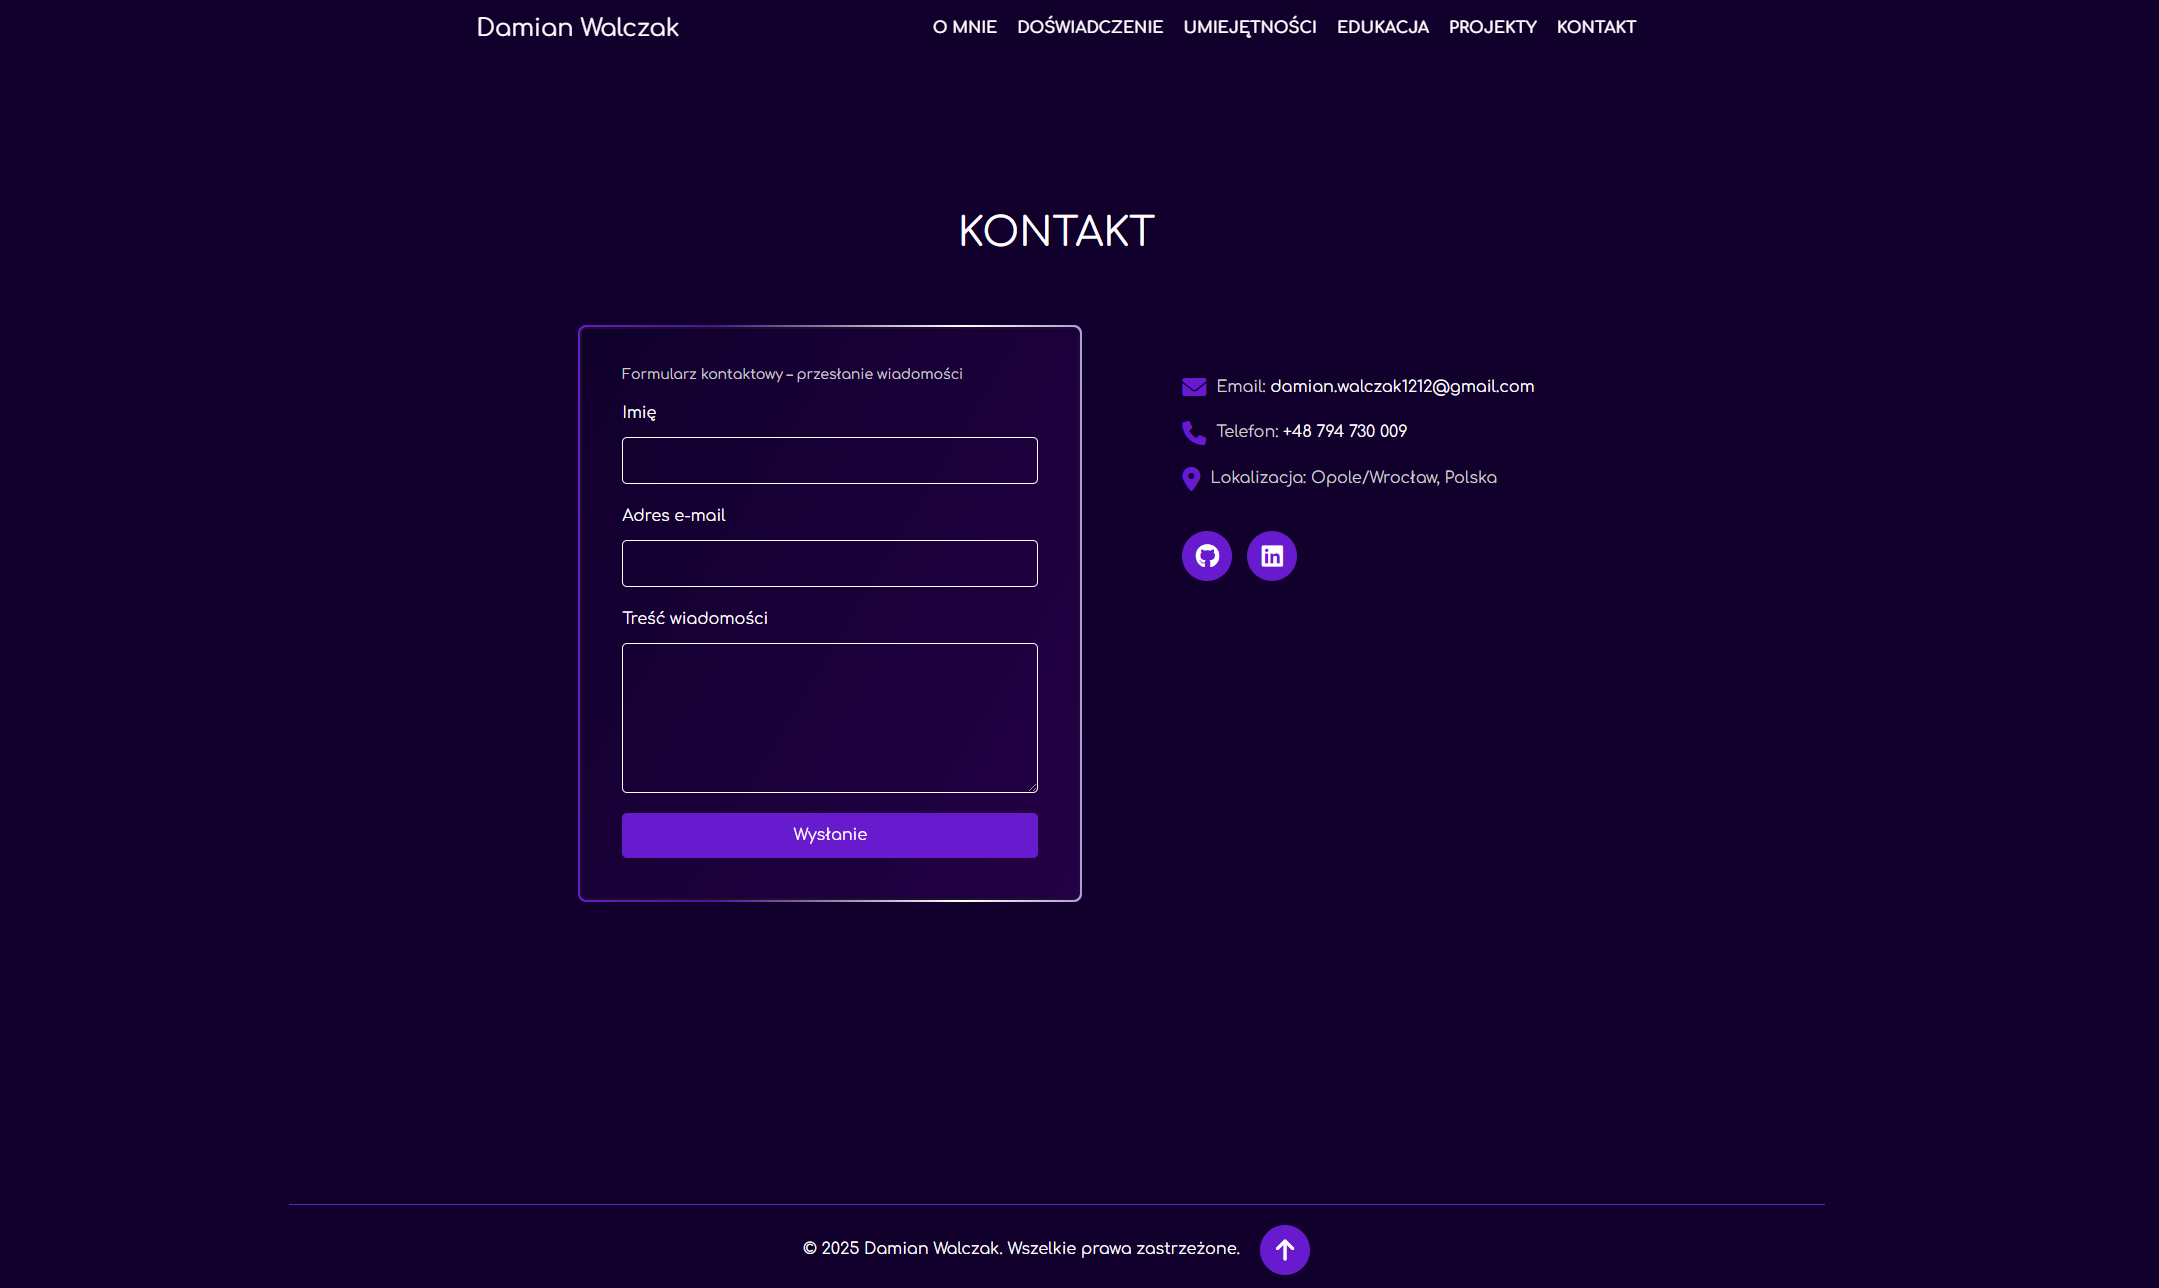 Damian Walczak
O MNIE DOŚWIADCZENIE UMIEJĘTNOŚCI EDUKACJA PROJEKTY KONTAKT
KONTAKT
Formularz kontaktowy – przesłanie wiadomości
Imię
Adres e-mail
Treść wiadomości
Wysłanie
Email: damian.walczak1212@gmail.com
Telefon: +48 794 730 009
Lokalizacja: Opole/Wrocław, Polska
© 2025 Damian Walczak. Wszelkie prawa zastrzeżone.